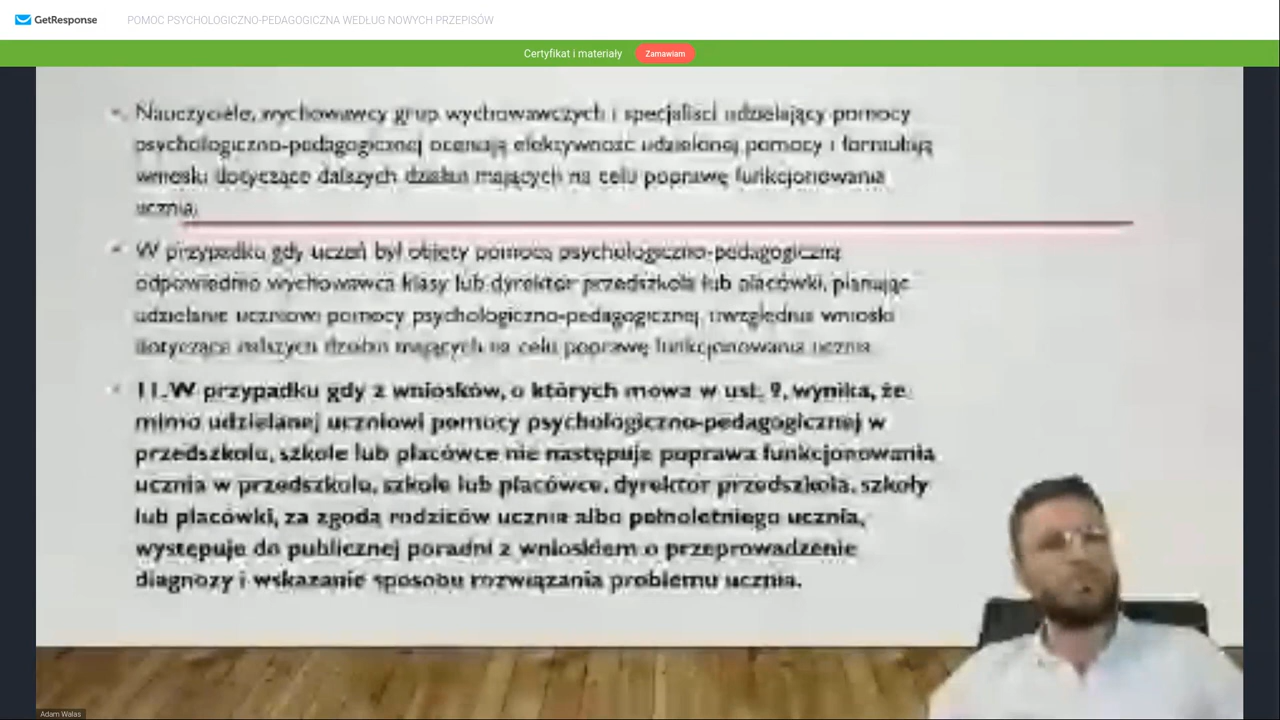 GetResponse
POMOC PSYCHOLOGICZNO-PEDAGOGICZNA WEDŁUG NOWYCH PRZEPISÓW
Certyfikat i materiały
Zamawiam
Nauczyciele, wychowawcy grup wychowawczych i specjaliści udzielający pomocy
psychologiczno-pedagogicznej oceniają efektywność udzielonej pomocy i formułują
wnioski dotyczące dalszych działań mających na celu poprawę funkcjonowania
ucznia.
W przypadku gdy uczeń był objęty pomocą psychologiczno-pedagogiczną
odpowiednio wychowawca klasy lub dyrektor przedszkola lub placówki, planując
udzielanie uczniowi pomocy psychologiczno-pedagogicznej, uwzględnia wnioski
dotyczące dalszych działań mających na celu poprawę funkcjonowania ucznia.
11. W przypadku gdy z wniosków, o których mowa w ust. 9, wynika, że
mimo udzielanej uczniowi pomocy psychologiczno-pedagogicznej w
przedszkolu, szkole lub placówce nie następuje poprawa funkcjonowania
ucznia w przedszkolu, szkole lub placówce, dyrektor przedszkola, szkoły
lub placówki, za zgodą rodziców ucznia albo pełnoletniego ucznia,
występuje do publicznej poradni z wnioskiem o przeprowadzenie
diagnozy i wskazanie sposobu rozwiązania problemu ucznia.
Adam Walas